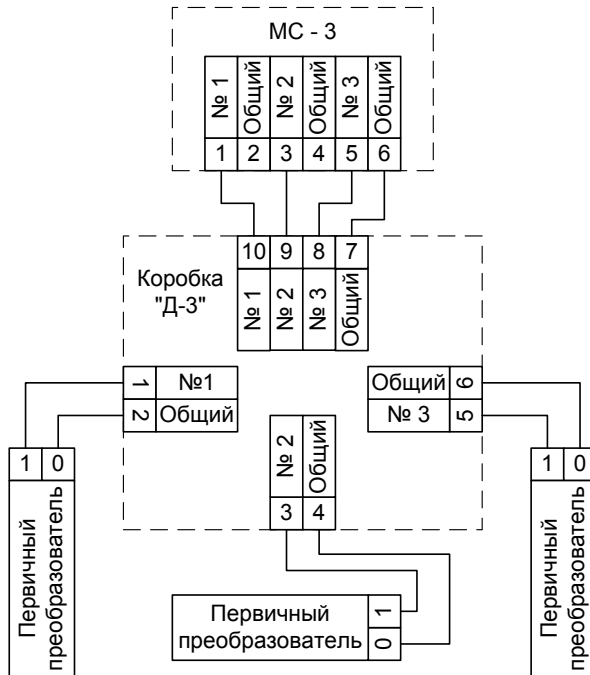 МС - 3
№ 1
Общий
№ 2
Общий
№ 3
Общий
1 2 3 4 5 6
10 9 8 7
Коробка
"Д-3"
№ 1
№ 2
№ 3
Общий
1 №1
2 Общий
Общий 6
№ 3 5
№ 2
Общий
3 4
1 0
Первичный
преобразователь
Первичный 1
преобразователь 0
1 0
Первичный
преобразователь